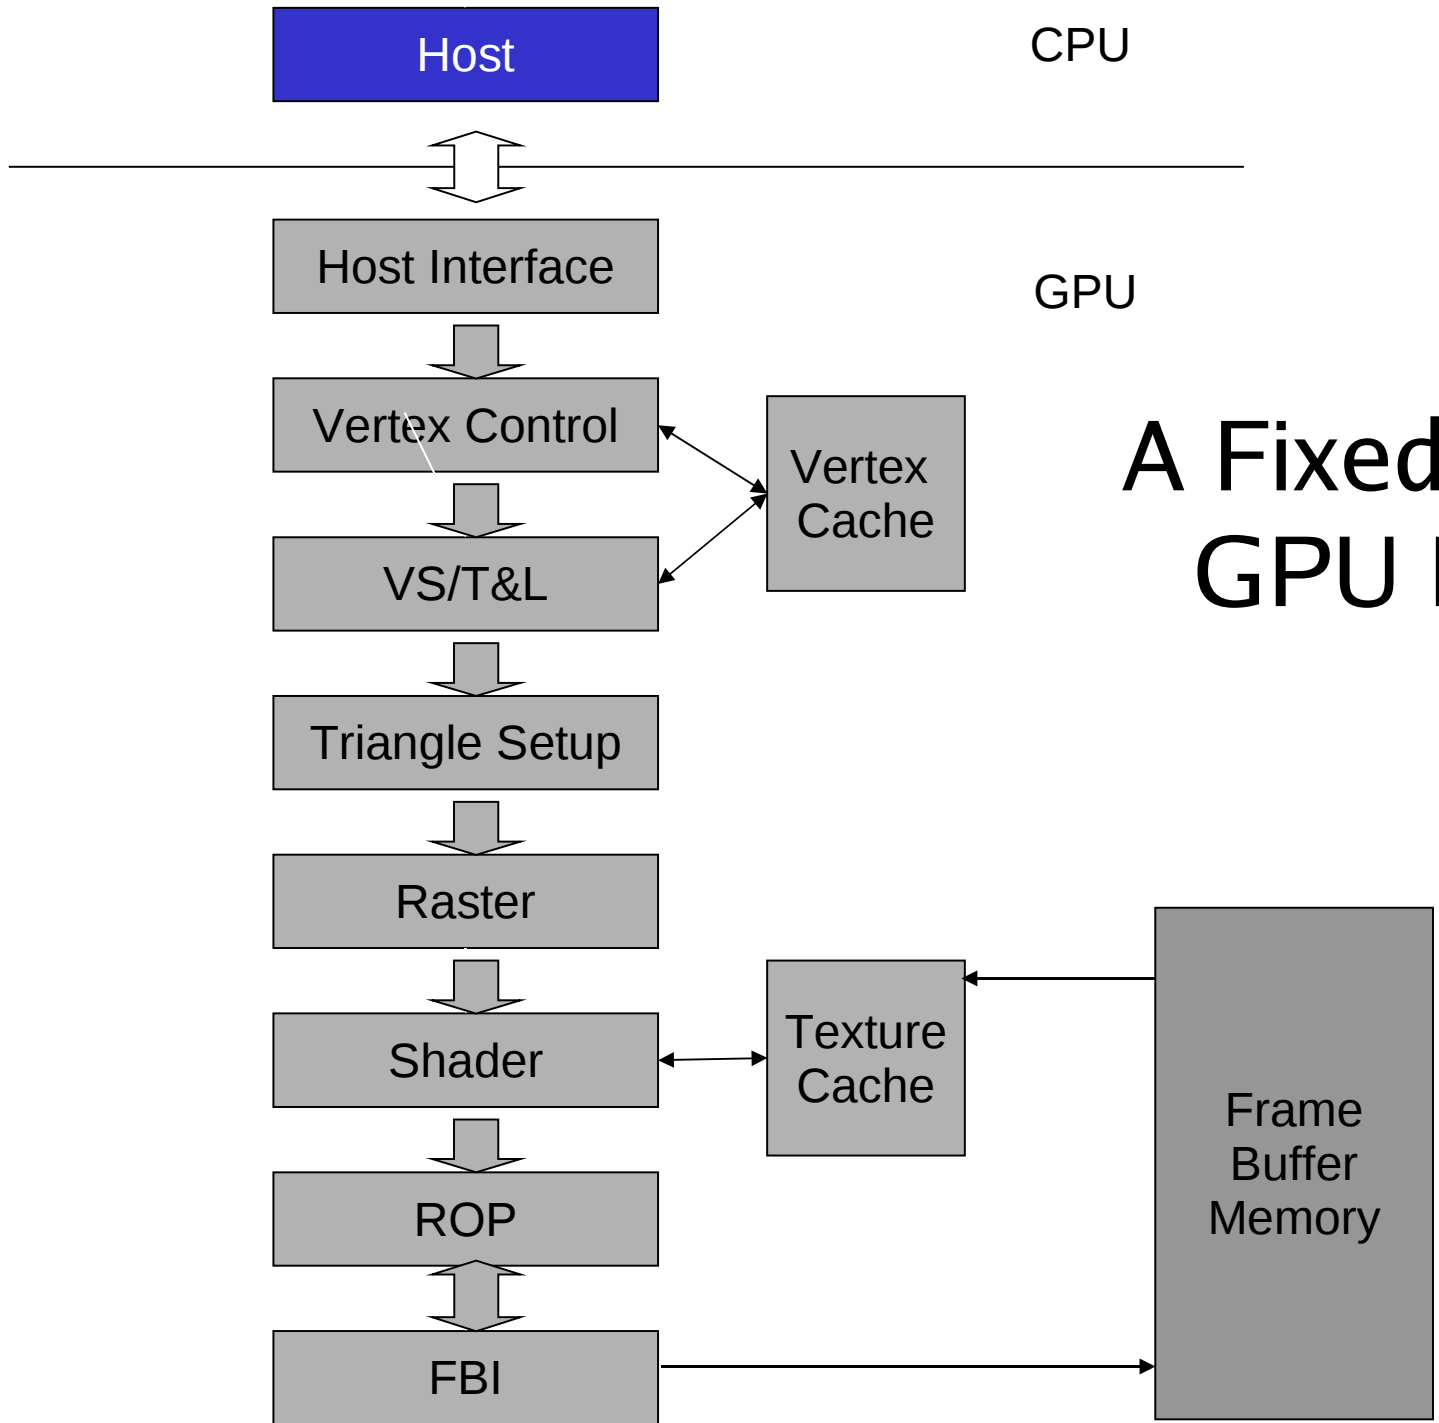 Host
CPU
Host Interface
GPU
Vertex Control
Vertex
Cache
A Fixed
GPU
VS/T&L
Triangle Setup
Raster
Shader
Texture
Cache
Frame
Buffer
Memory
ROP
FBI